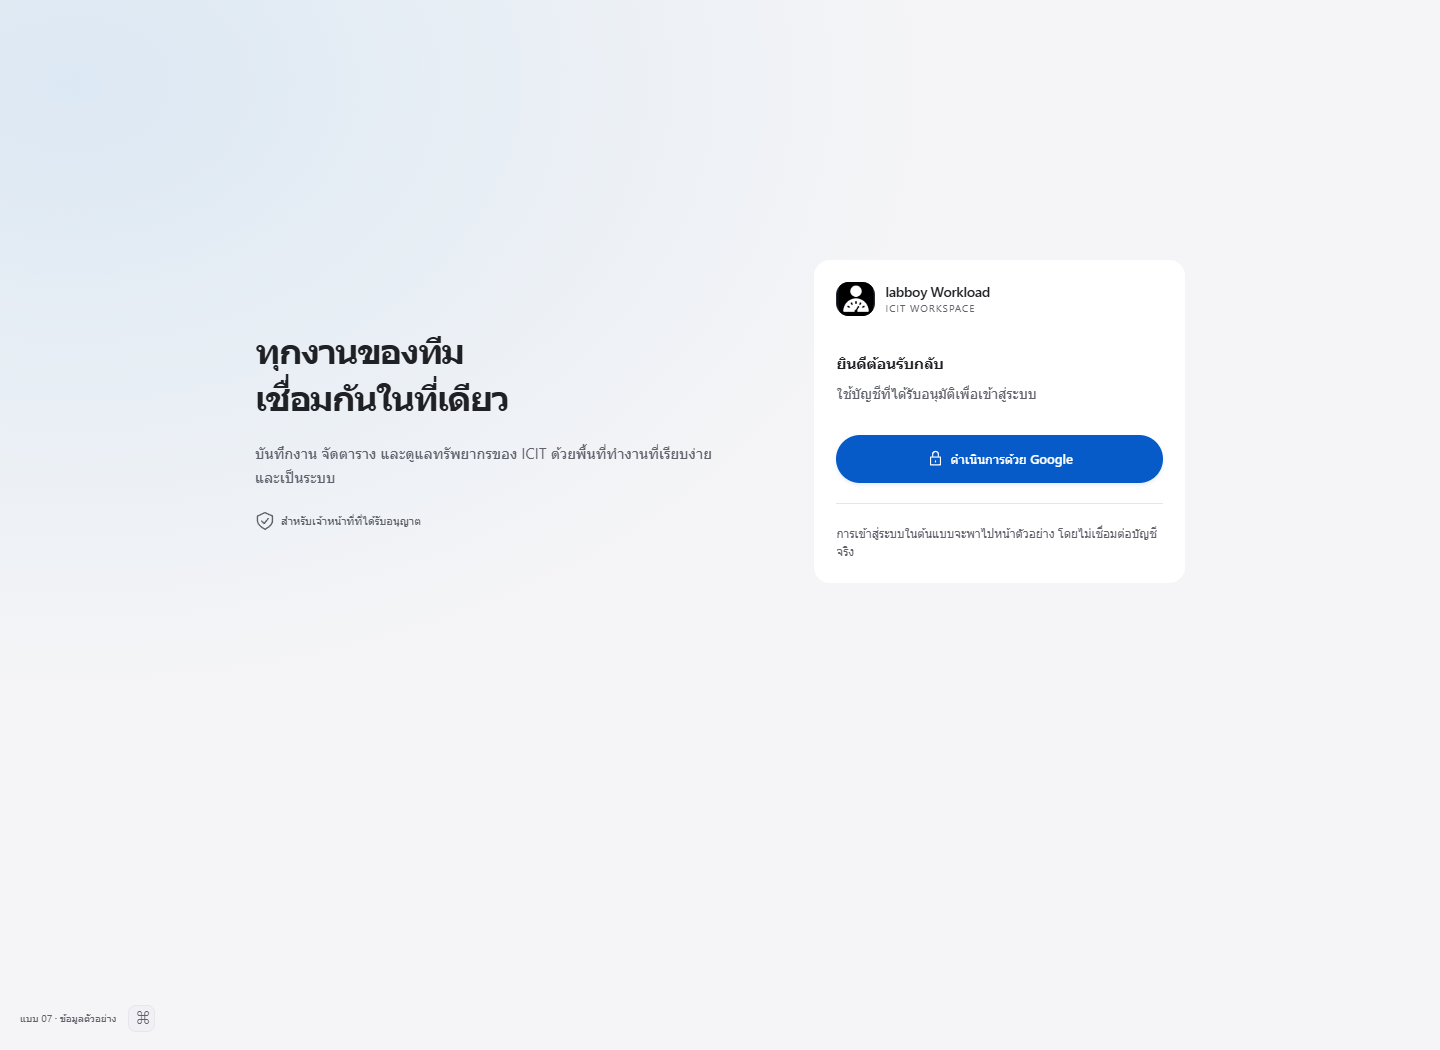 ทุกงานของทีม
เชื่อมกันในที่เดียว
บันทึกงาน จัดตาราง และดูแลทรัพยากรของ ICIT ด้วยพื้นที่ทำงานที่เรียบง่าย
และเป็นระบบ
สำหรับเจ้าหน้าที่ที่ได้รับอนุญาต
labboy Workload
ICIT WORKSPACE
ยินดีต้อนรับกลับ
ใช้บัญชีที่ได้รับอนุมัติเพื่อเข้าสู่ระบบ
ดำเนินการด้วย Google
การเข้าสู่ระบบในต้นแบบจะพาไปหน้าตัวอย่าง โดยไม่เชื่อมต่อบัญชี
จริง
แบบ 07 · ข้อมูลตัวอย่าง ⌘